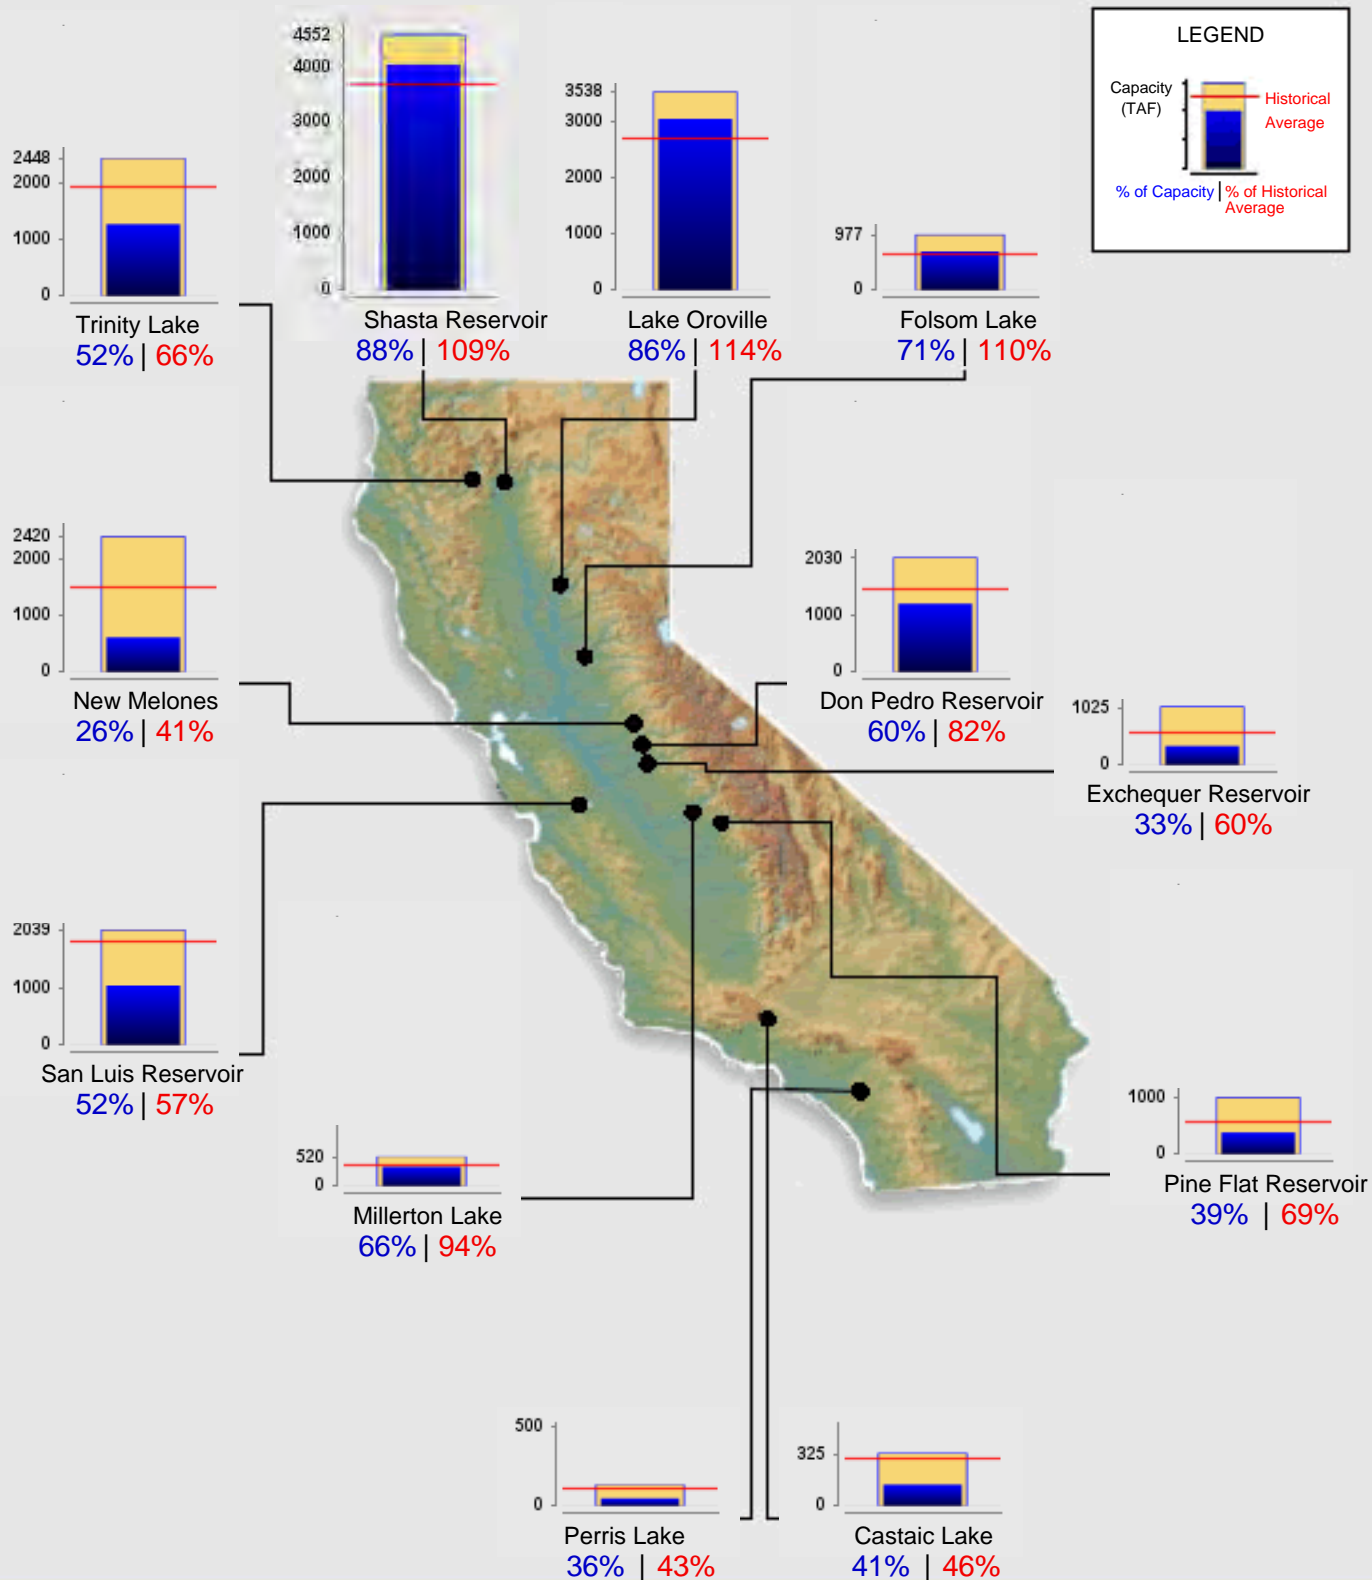 LEGEND
Capacity
(TAF)
Historical
Average
% of Capacity | % of Historical
Average
4552
4000
3000
2000
1000
0
Shasta Reservoir
88% | 109%
3538
3000
2000
1000
0
Lake Oroville
86% | 114%
977
0
Folsom Lake
71% | 110%
2448
2000
1000
0
Trinity Lake
52% | 66%
2420
2000
1000
0
New Melones
26% | 41%
2030
1000
0
Don Pedro Reservoir
60% | 82%
1025
0
Exchequer Reservoir
33% | 60%
2039
1000
0
San Luis Reservoir
52% | 57%
520
0
Millerton Lake
66% | 94%
1000
0
Pine Flat Reservoir
39% | 69%
500
0
Perris Lake
36% | 43%
325
0
Castaic Lake
41% | 46%